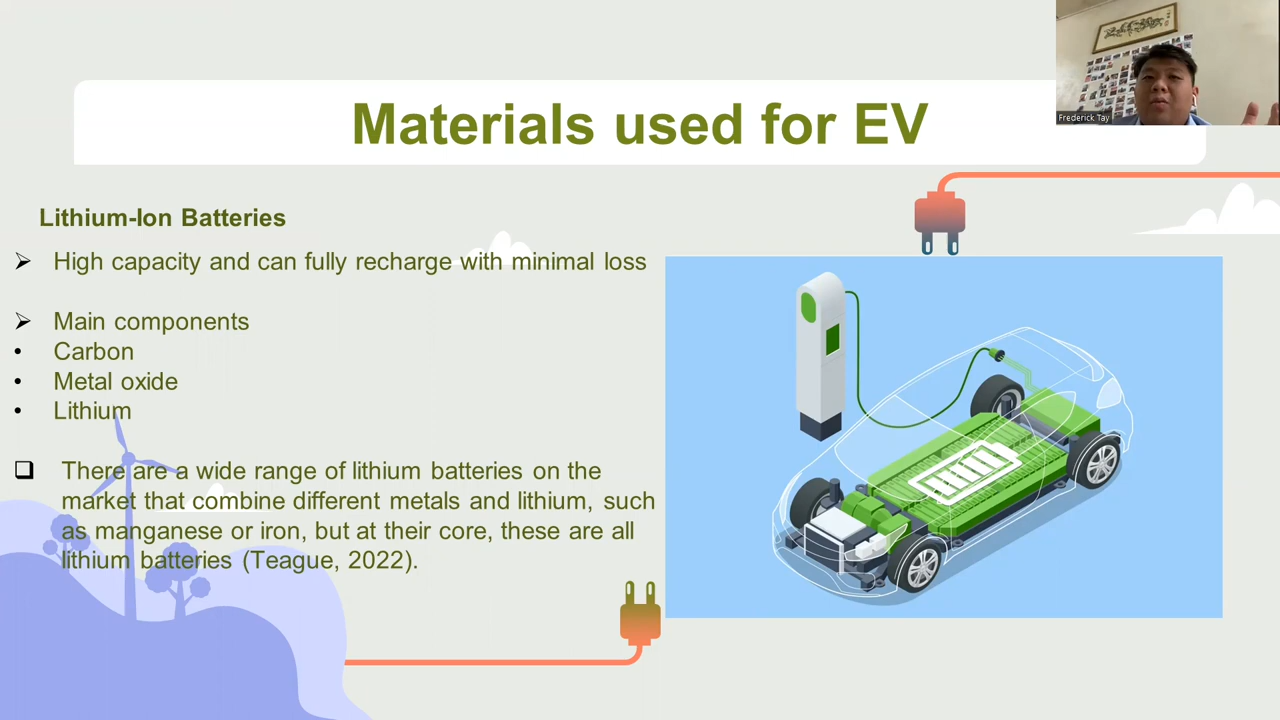 Materials used for EV
Frederick Tay
Lithium-Ion Batteries
➢ High capacity and can fully recharge with minimal loss
➢ Main components
• Carbon
• Metal oxide
• Lithium
❑ There are a wide range of lithium batteries on the
market that combine different metals and lithium, such
as manganese or iron, but at their core, these are all
lithium batteries (Teague, 2022).